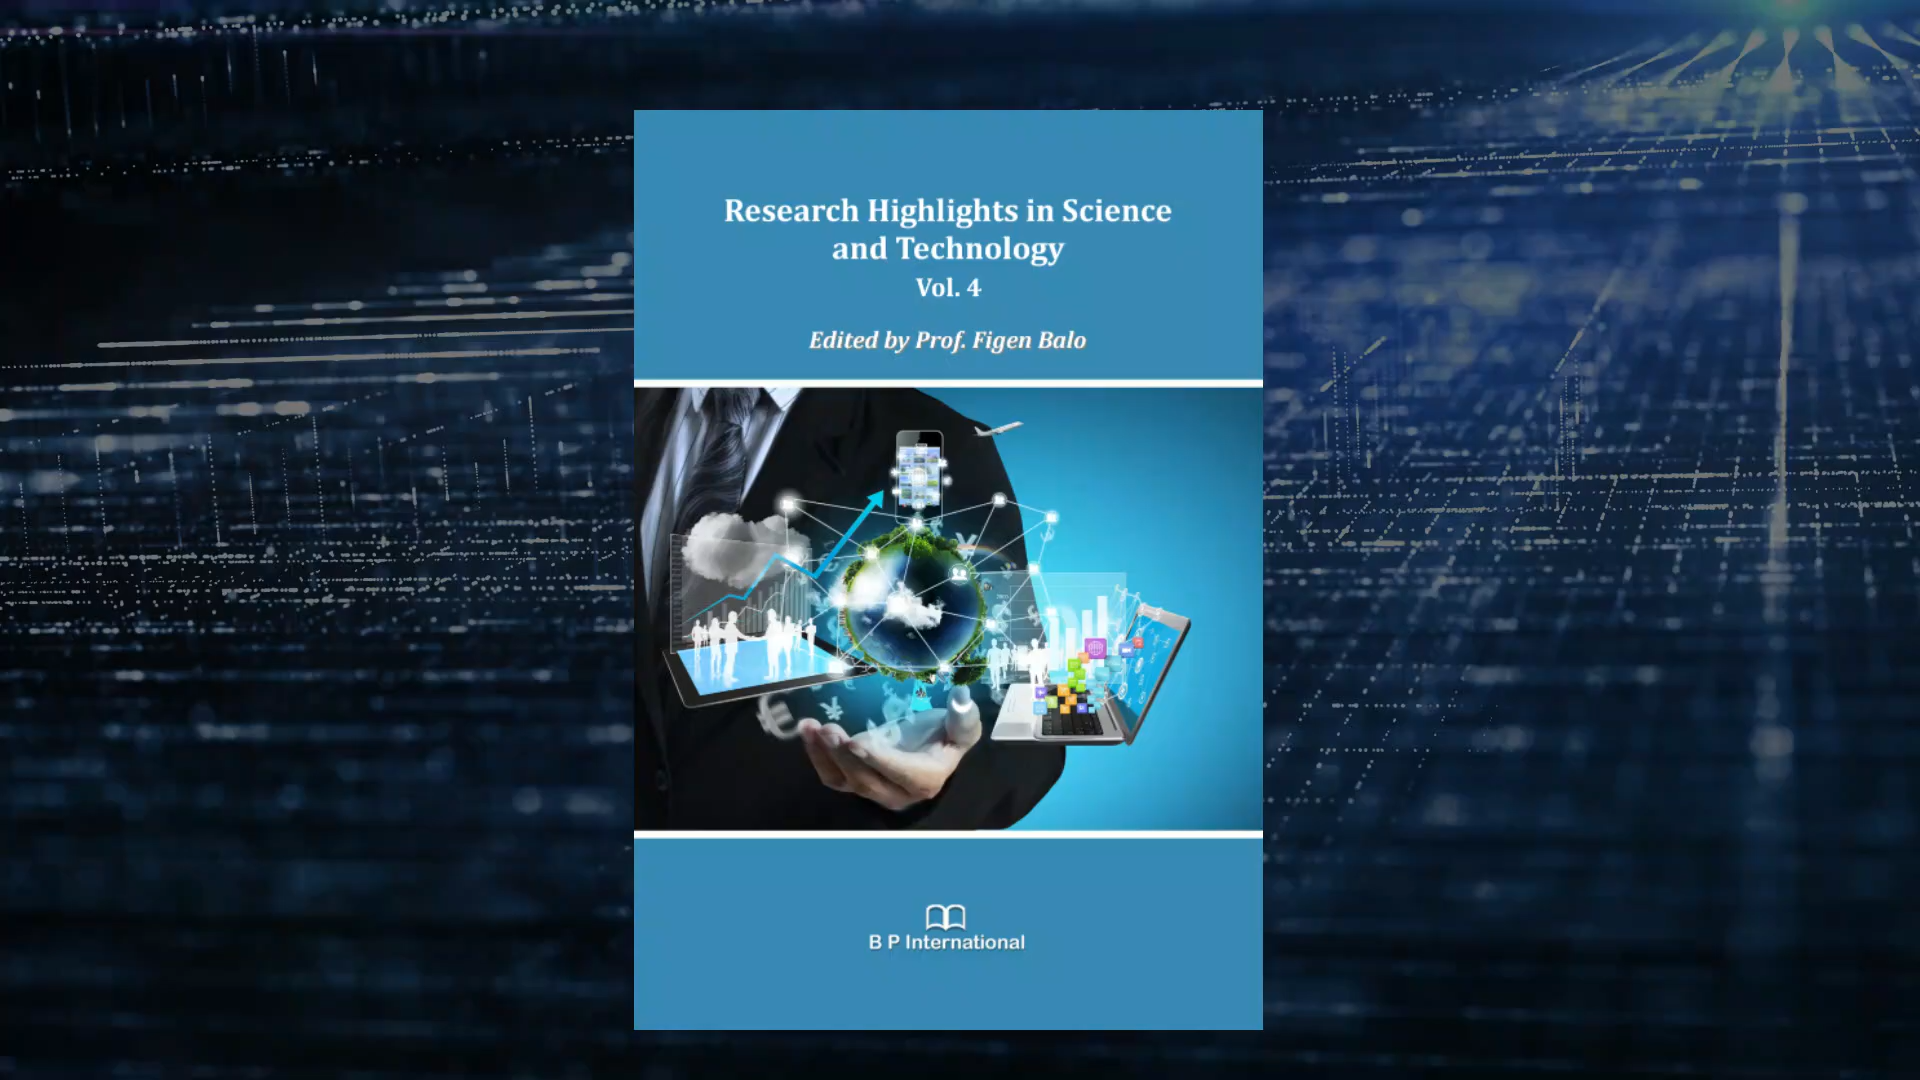 Research Highlights in Science
and Technology
Vol. 4
Edited by Prof. Figen Balo
B P International